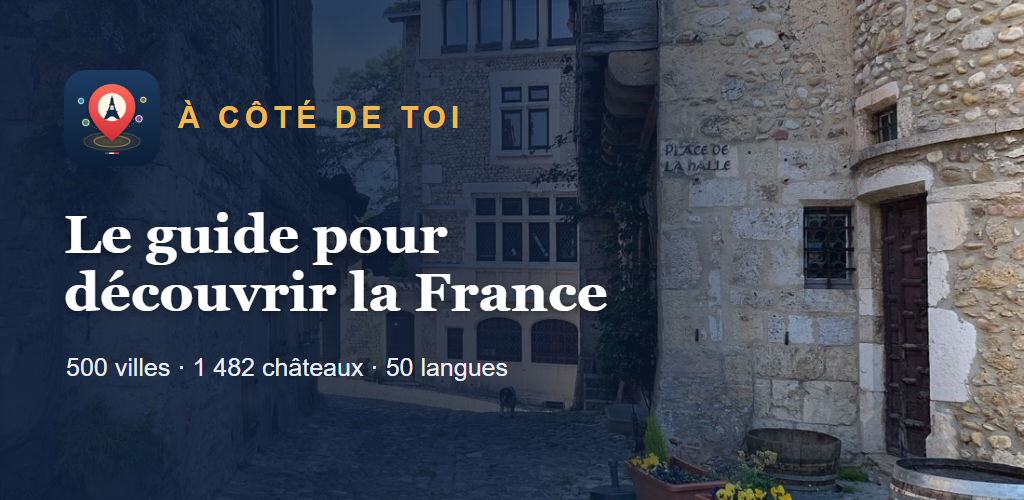 À CÔTÉ DE TOI
PLACE DE
LA HALLE
Le guide pour
découvrir la France
500 villes · 1 482 châteaux · 50 langues